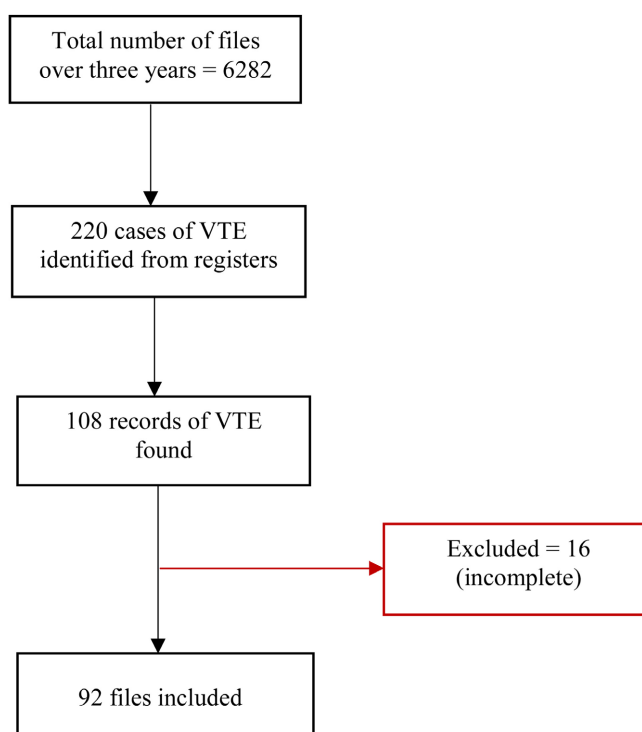 Total number of files
over three years = 6282
220 cases of VTE
identified from registers
108 records of VTE
found
Excluded = 16
(incomplete)
92 files included